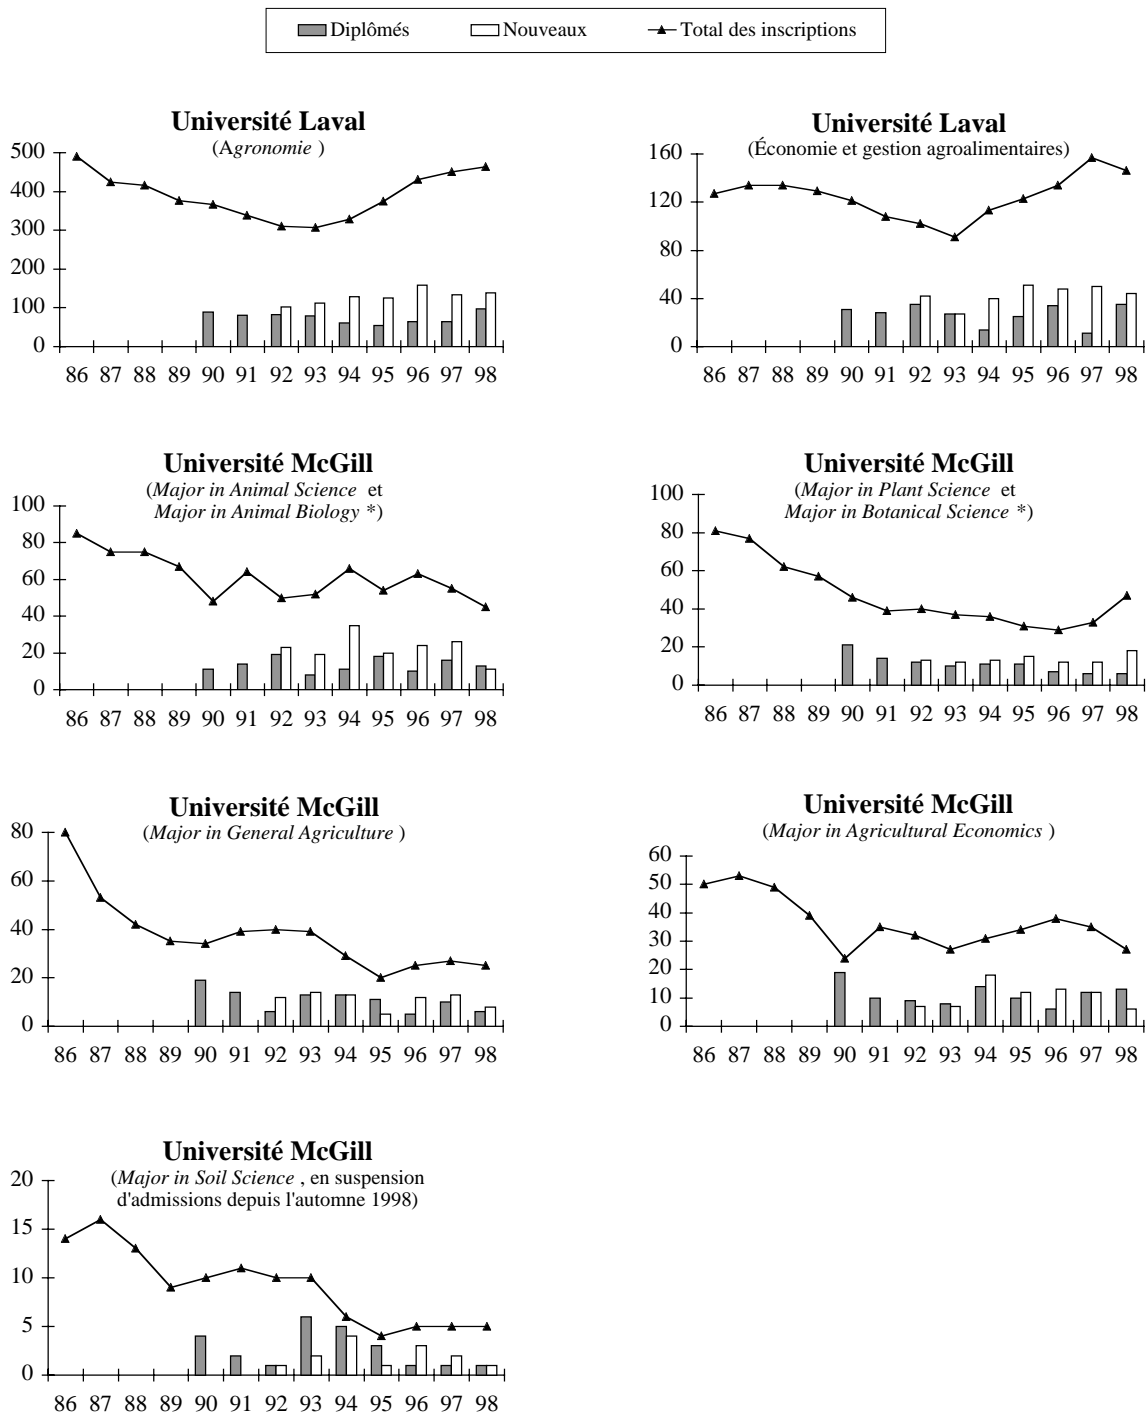 Diplômés Nouveaux Total des inscriptions
Université Laval
(Agronomie )
500
400
300
200
100
0
86 87 88 89 90 91 92 93 94 95 96 97 98
Université Laval
(Économie et gestion agroalimentaires)
160
120
80
40
0
86 87 88 89 90 91 92 93 94 95 96 97 98
Université McGill
(Major in Animal Science et
Major in Animal Biology *)
100
80
60
40
20
0
86 87 88 89 90 91 92 93 94 95 96 97 98
Université McGill
(Major in Plant Science et
Major in Botanical Science *)
100
80
60
40
20
0
86 87 88 89 90 91 92 93 94 95 96 97 98
Université McGill
(Major in General Agriculture )
80
60
40
20
0
86 87 88 89 90 91 92 93 94 95 96 97 98
Université McGill
(Major in Agricultural Economics )
60
50
40
30
20
10
0
86 87 88 89 90 91 92 93 94 95 96 97 98
Université McGill
(Major in Soil Science , en suspension
d'admissions depuis l'automne 1998)
20
15
10
5
0
86 87 88 89 90 91 92 93 94 95 96 97 98